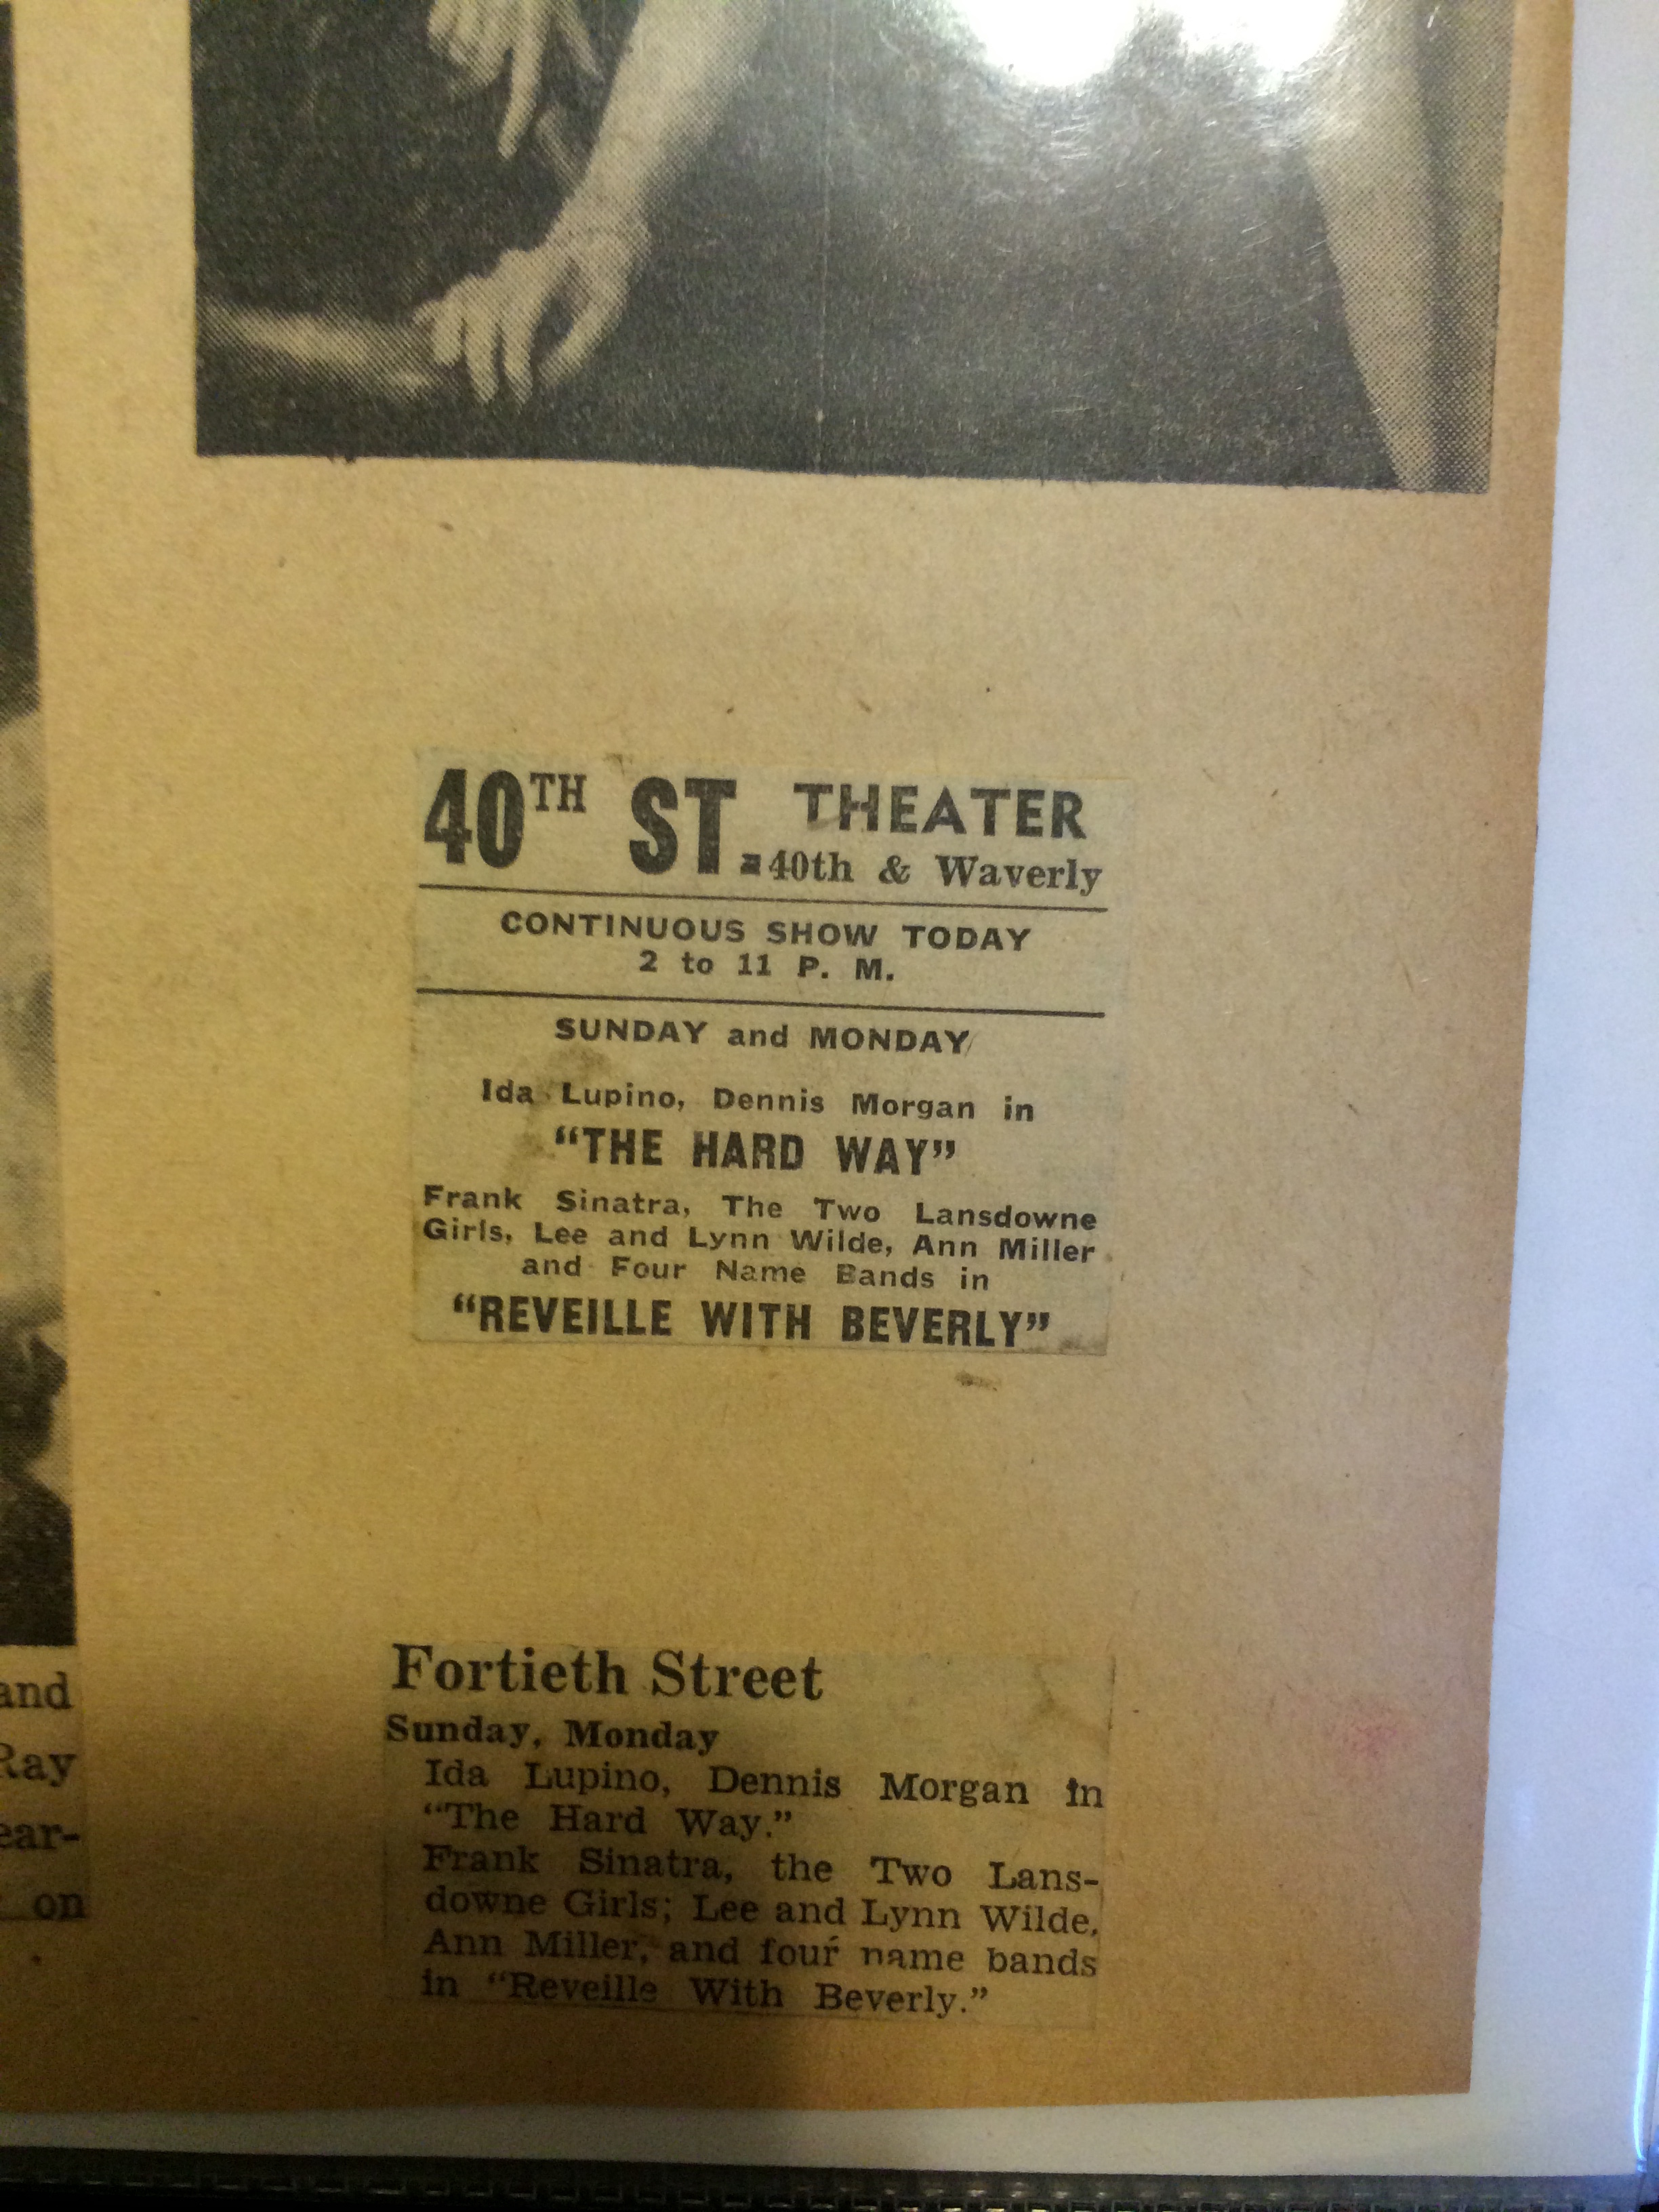 40TH ST. THEATER
40th & Waverly
CONTINUOUS SHOW TODAY
2 to 11 P. M.
SUNDAY and MONDAY
Ida Lupino, Dennis Morgan in
“THE HARD WAY”
Frank Sinatra, The Two Lansdowne
Girls, Lee and Lynn Wilde, Ann Miller
and Four Name Bands in
“REVEILLE WITH BEVERLY”
and
Ray
ear-
on
Fortieth Street
Sunday, Monday
Ida Lupino, Dennis Morgan in
“The Hard Way.”
Frank Sinatra, the Two Lans-
downe Girls; Lee and Lynn Wilde,
Ann Miller, and four name bands
in “Reveille With Beverly.”